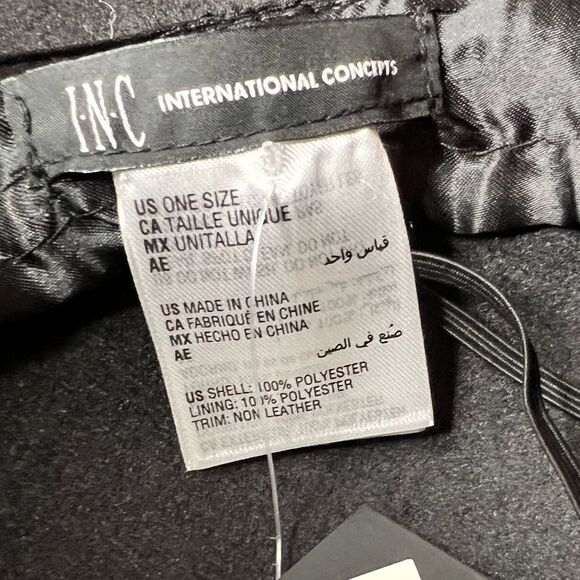 I·N·C INTERNATIONAL CONCEPTS
US ONE SIZE
CA TAILLE UNIQUE
MX UNITALLA
AE قياس واحد
US MADE IN CHINA
CA FABRIQUÉ EN CHINE
MX HECHO EN CHINA
AE صُنع في الصين
US SHELL: 100% POLYESTER
LINING: 100% POLYESTER
TRIM: NON LEATHER